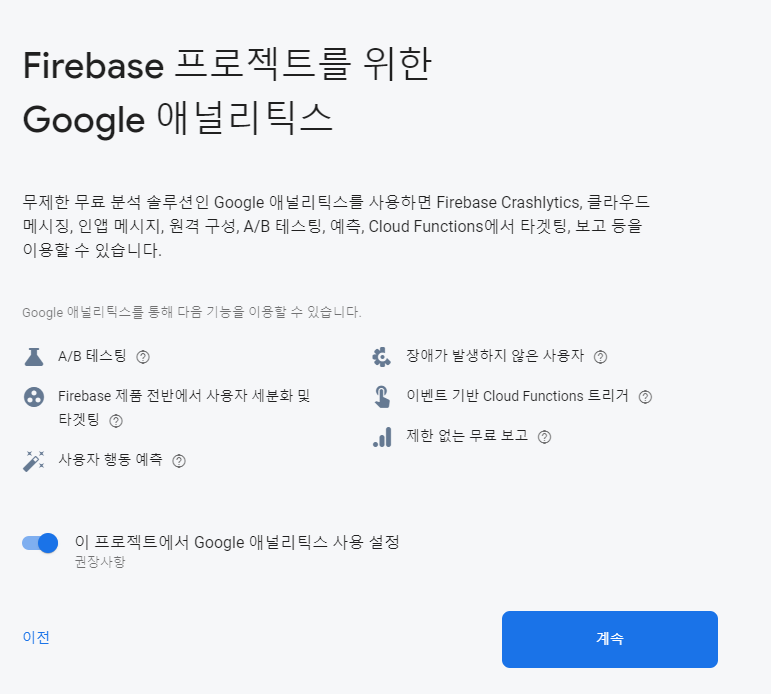 Firebase 프로젝트를 위한
Google 애널리틱스
무제한 무료 분석 솔루션인 Google 애널리틱스를 사용하면 Firebase Crashlytics, 클라우드
메시징, 인앱 메시지, 원격 구성, A/B 테스팅, 예측, Cloud Functions에서 타겟팅, 보고 등을
이용할 수 있습니다.
Google 애널리틱스를 통해 다음 기능을 이용할 수 있습니다.
A/B 테스팅
Firebase 제품 전반에서 사용자 세분화 및
타겟팅
사용자 행동 예측
장애가 발생하지 않은 사용자
이벤트 기반 Cloud Functions 트리거
제한 없는 무료 보고
이 프로젝트에서 Google 애널리틱스 사용 설정
권장사항
이전
계속